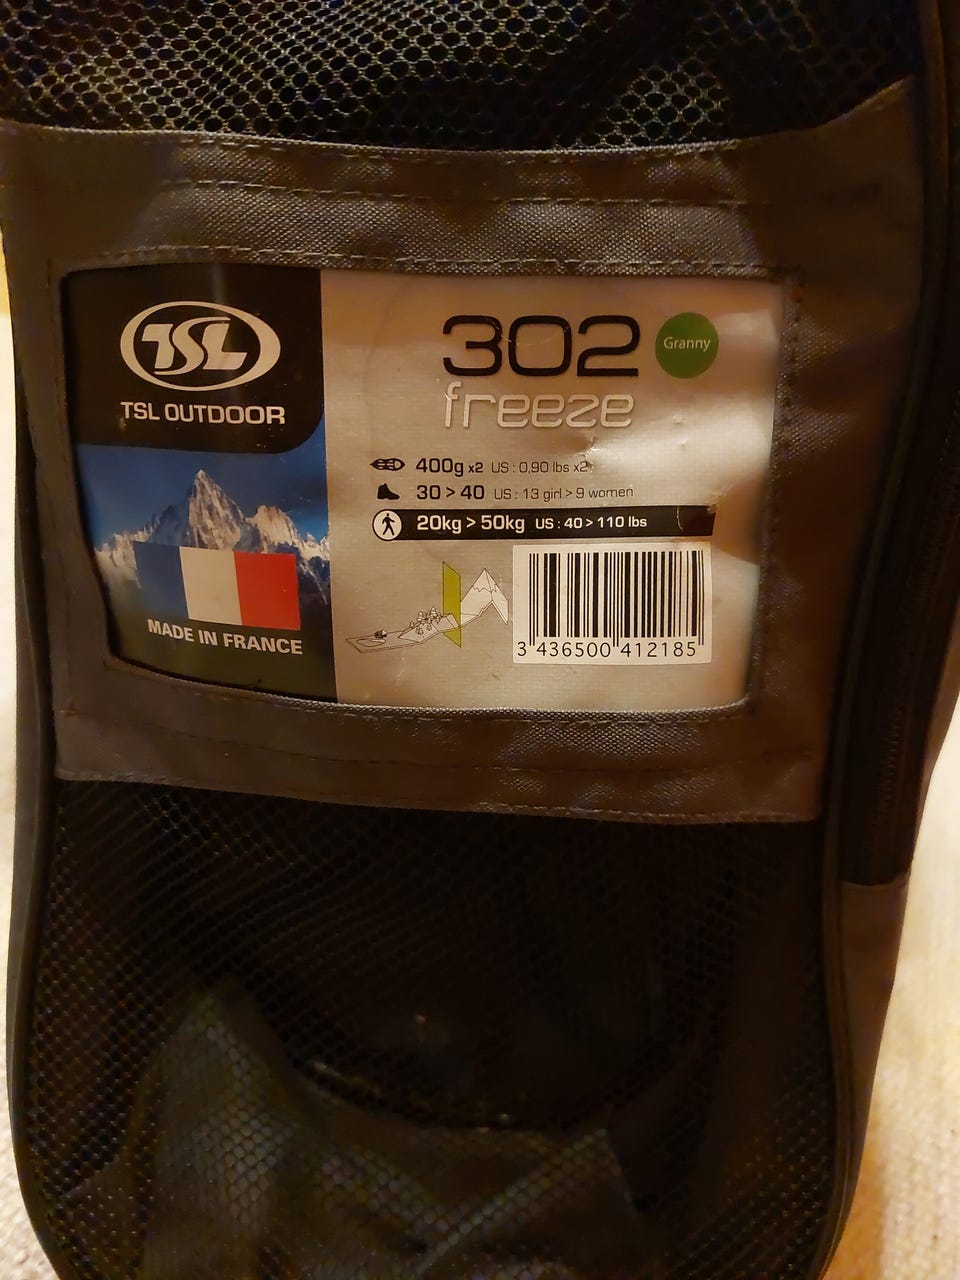 TSL
TSL OUTDOOR
MADE IN FRANCE
302
Granny
freeze
400g x2 US : 0,90 lbs x2
30 > 40 US : 13 girl > 9 women
20kg > 50kg US : 40 > 110 lbs
3 436500 412185